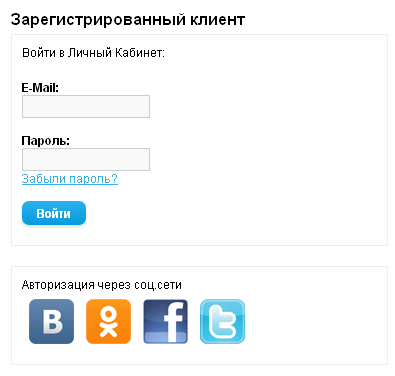 Зарегистрированный клиент
Войти в Личный Кабинет:
E-Mail:
Пароль:
Забыли пароль?
Войти
Авторизация через соц.сети
B f t